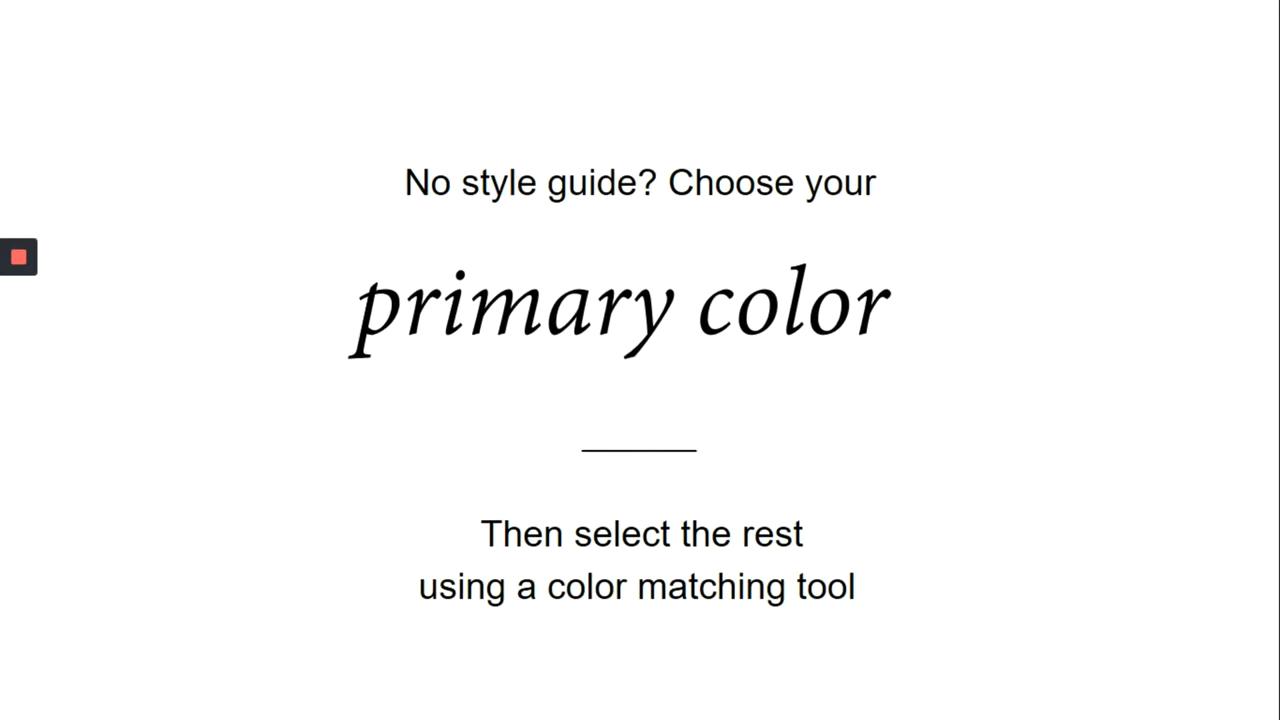 No style guide? Choose your
primary color
Then select the rest
using a color matching tool